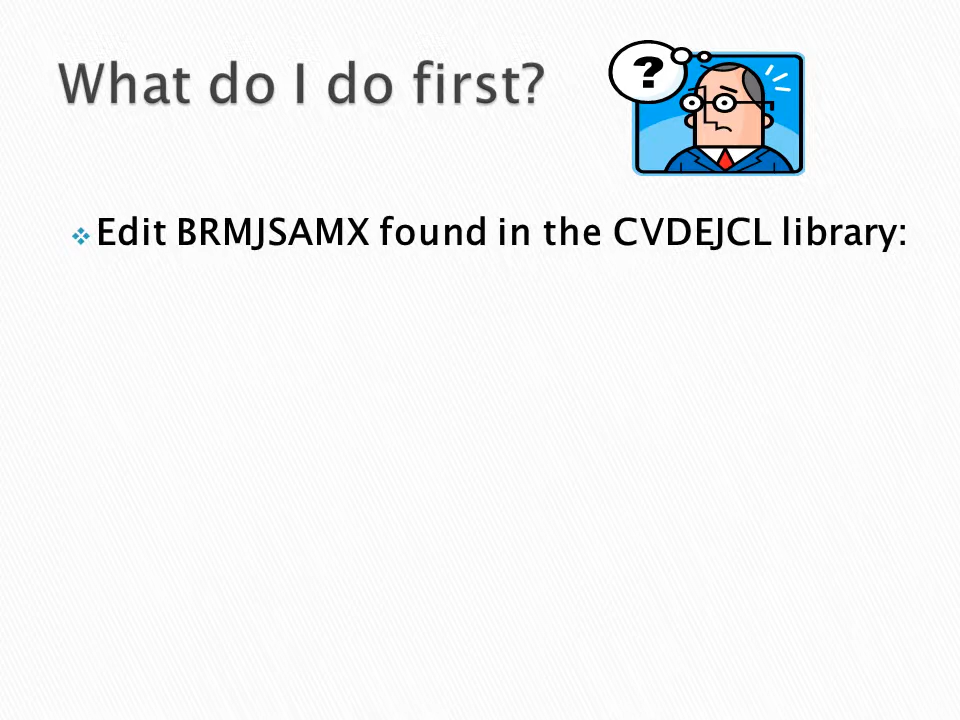 What do I do first?
?
Edit BRMJSAMX found in the CVDEJCL library: